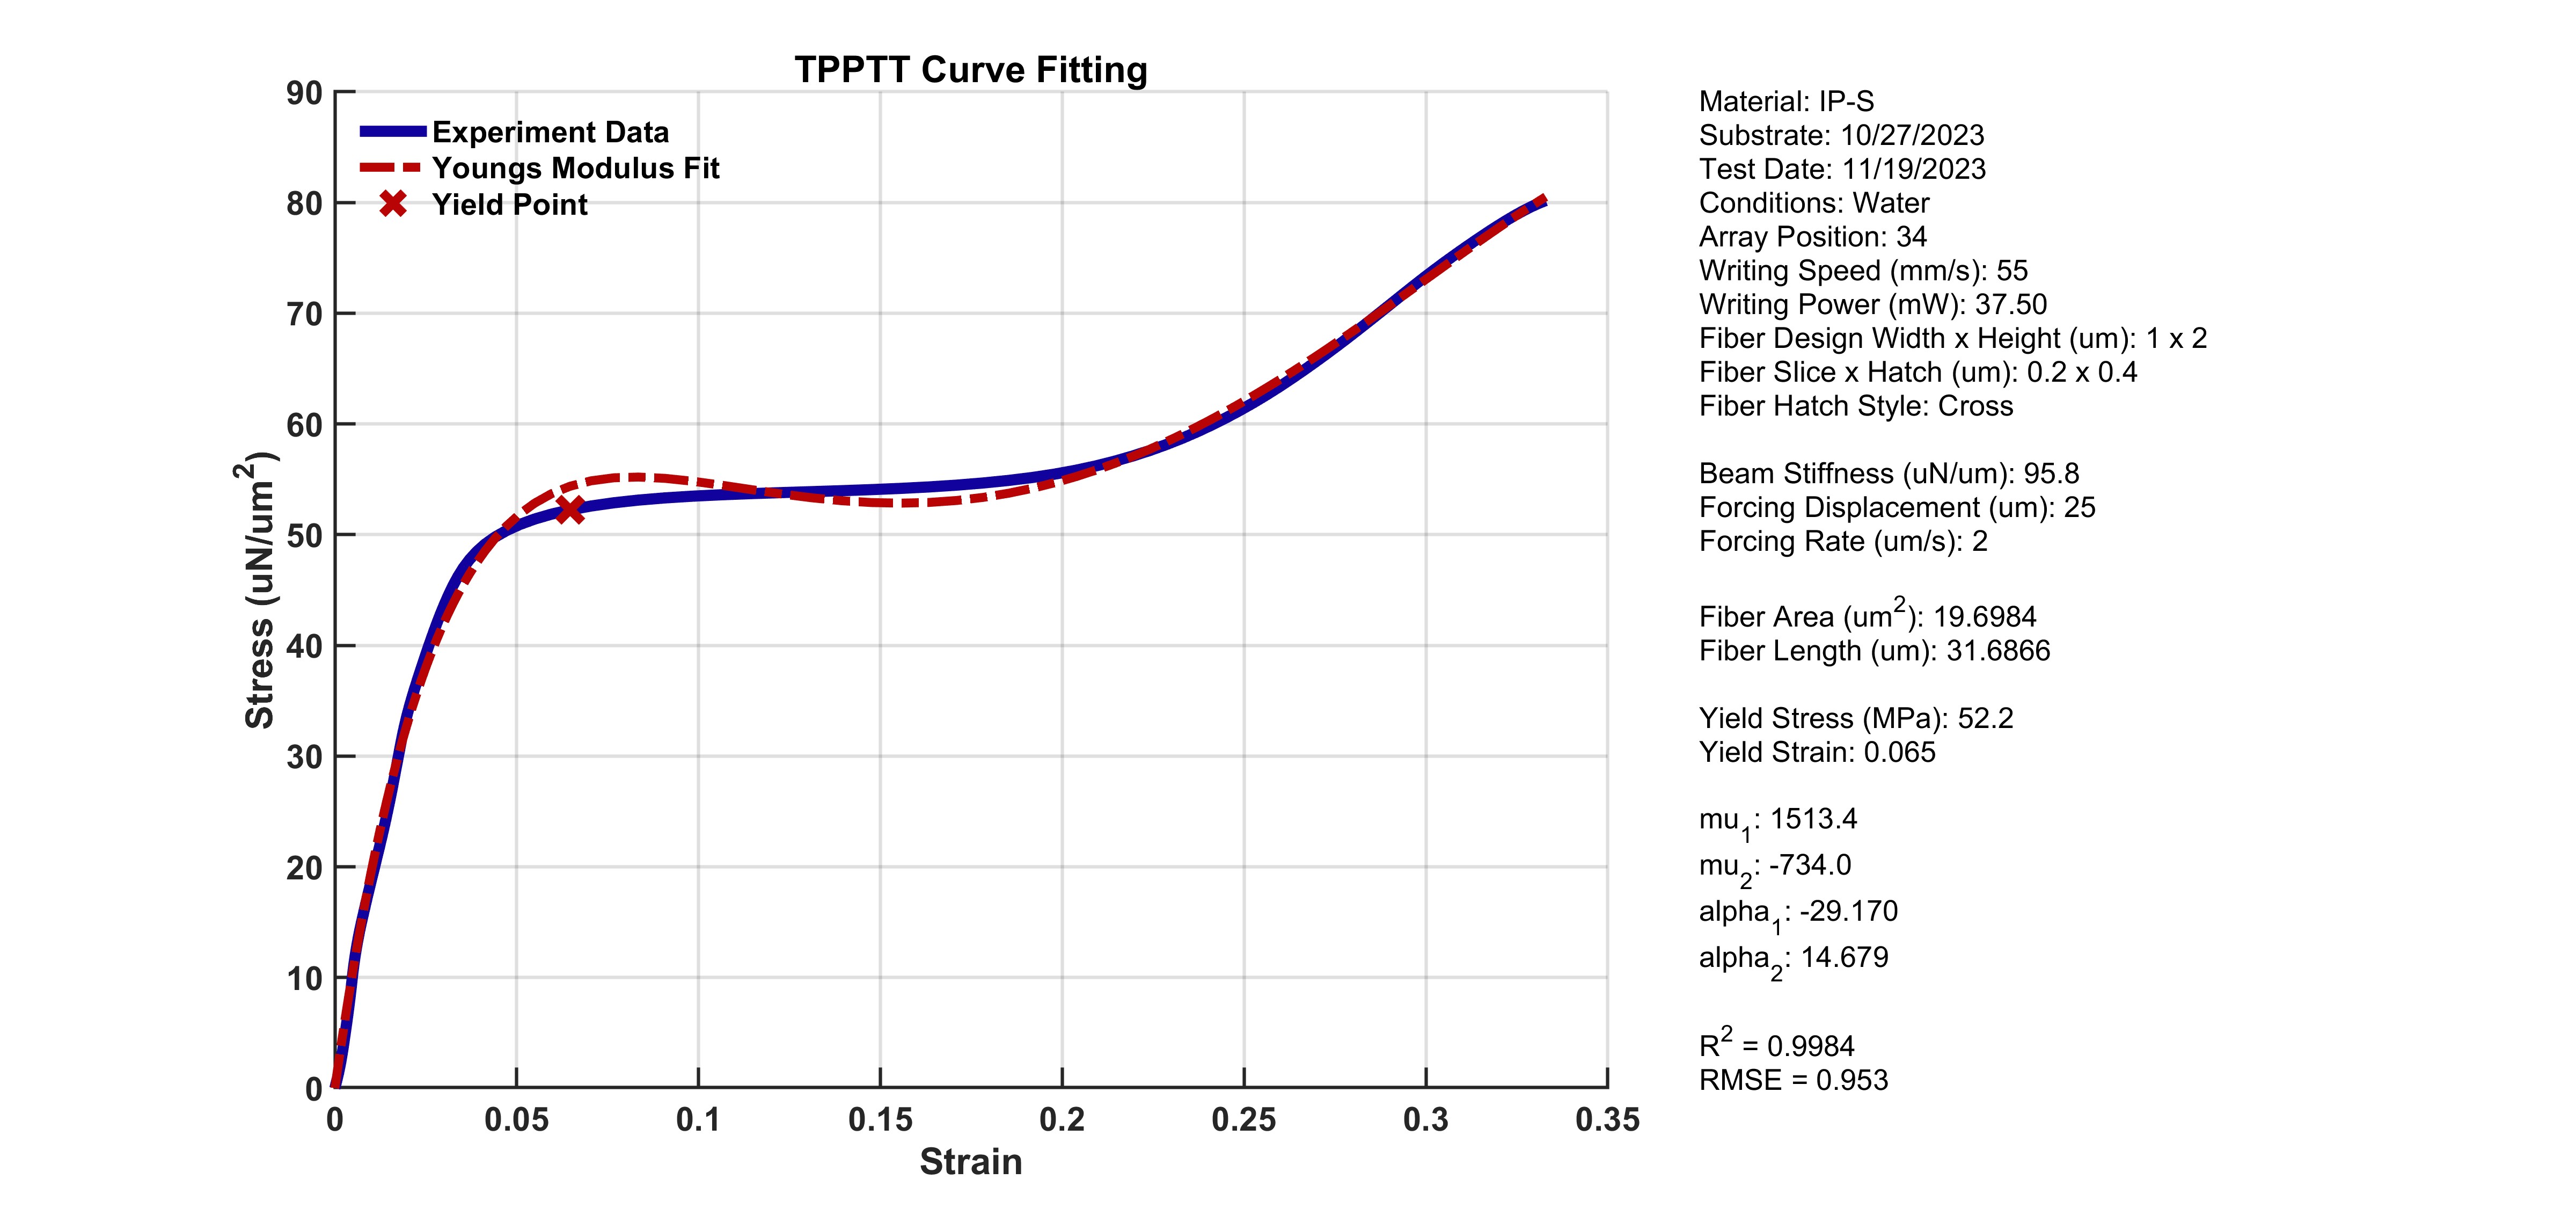 TPPTT Curve Fitting
90
80
70
60
50
40
30
20
10
0
Stress (uN/um²)
Experiment Data
Youngs Modulus Fit
Yield Point
0
0.05
0.1
0.15
0.2
0.25
0.3
0.35
Strain
Material: IP-S
Substrate: 10/27/2023
Test Date: 11/19/2023
Conditions: Water
Array Position: 34
Writing Speed (mm/s): 55
Writing Power (mW): 37.50
Fiber Design Width x Height (um): 1 x 2
Fiber Slice x Hatch (um): 0.2 x 0.4
Fiber Hatch Style: Cross
Beam Stiffness (uN/um): 95.8
Forcing Displacement (um): 25
Forcing Rate (um/s): 2
Fiber Area (um²): 19.6984
Fiber Length (um): 31.6866
Yield Stress (MPa): 52.2
Yield Strain: 0.065
mu₁: 1513.4
mu₂: -734.0
alpha₁: -29.170
alpha₂: 14.679
R² = 0.9984
RMSE = 0.953